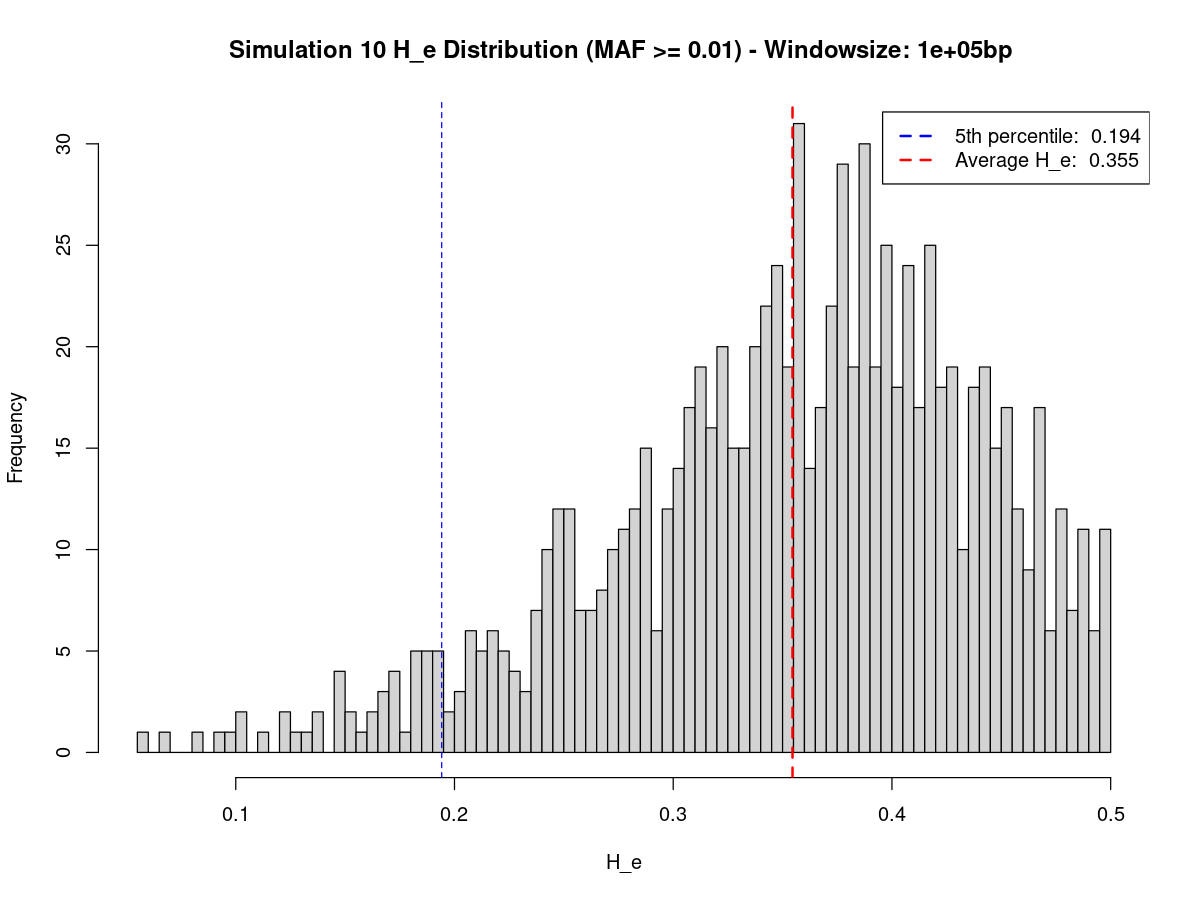 Simulation 10 H_e Distribution (MAF >= 0.01) - Windowsize: 1e+05bp
5th percentile: 0.194
Average H_e: 0.355
Frequency
30
25
20
15
10
5
0
0.1 0.2 0.3 0.4 0.5
H_e